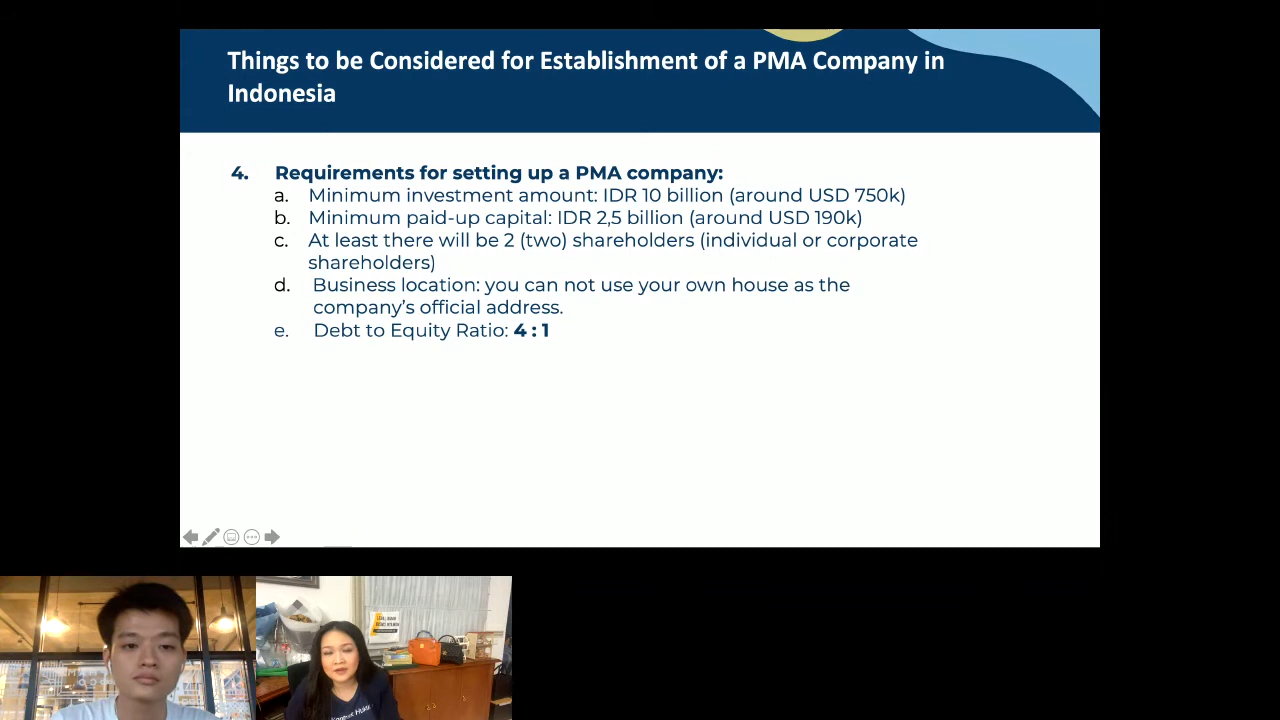 Things to be Considered for Establishment of a PMA Company in
Indonesia
4. Requirements for setting up a PMA company:
a. Minimum investment amount: IDR 10 billion (around USD 750k)
b. Minimum paid-up capital: IDR 2,5 billion (around USD 190k)
c. At least there will be 2 (two) shareholders (individual or corporate
shareholders)
d. Business location: you can not use your own house as the
company's official address.
e. Debt to Equity Ratio: 4 : 1